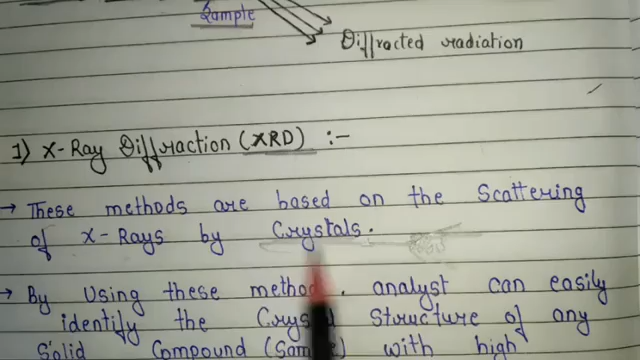 Sample
Diffracted radiation
1) X-Ray Diffraction (XRD) :-
→ These methods are based on the Scattering
of X-Rays by Crystals.
→ By Using these method, analyst can easily
identify the Crystal Structure of any
Solid Compound (Sample) with high